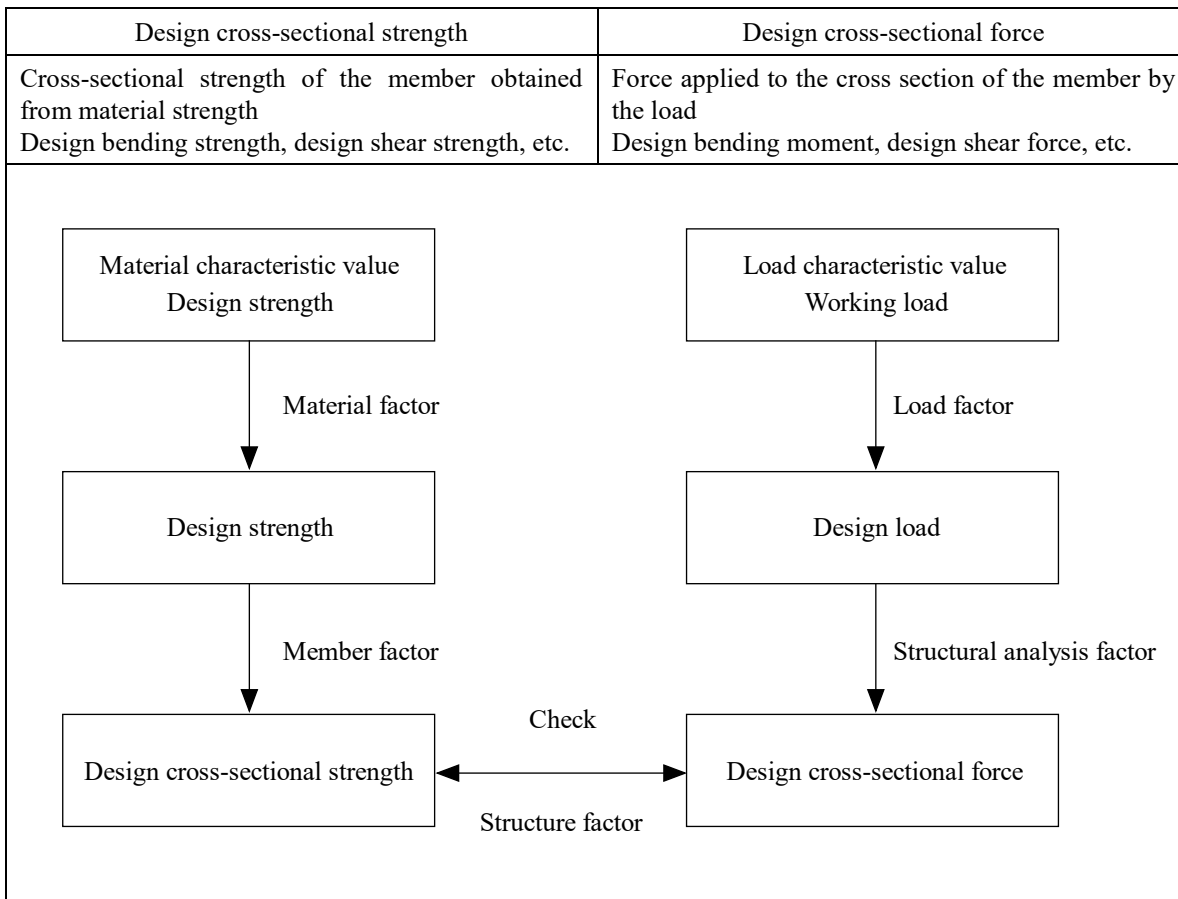 Design cross-sectional strength
Design cross-sectional force
Cross-sectional strength of the member obtained
from material strength
Design bending strength, design shear strength, etc.
Force applied to the cross section of the member by
the load
Design bending moment, design shear force, etc.
Material characteristic value
Design strength
Load characteristic value
Working load
Material factor
Load factor
Design strength
Design load
Member factor
Structural analysis factor
Check
Design cross-sectional strength
Design cross-sectional force
Structure factor